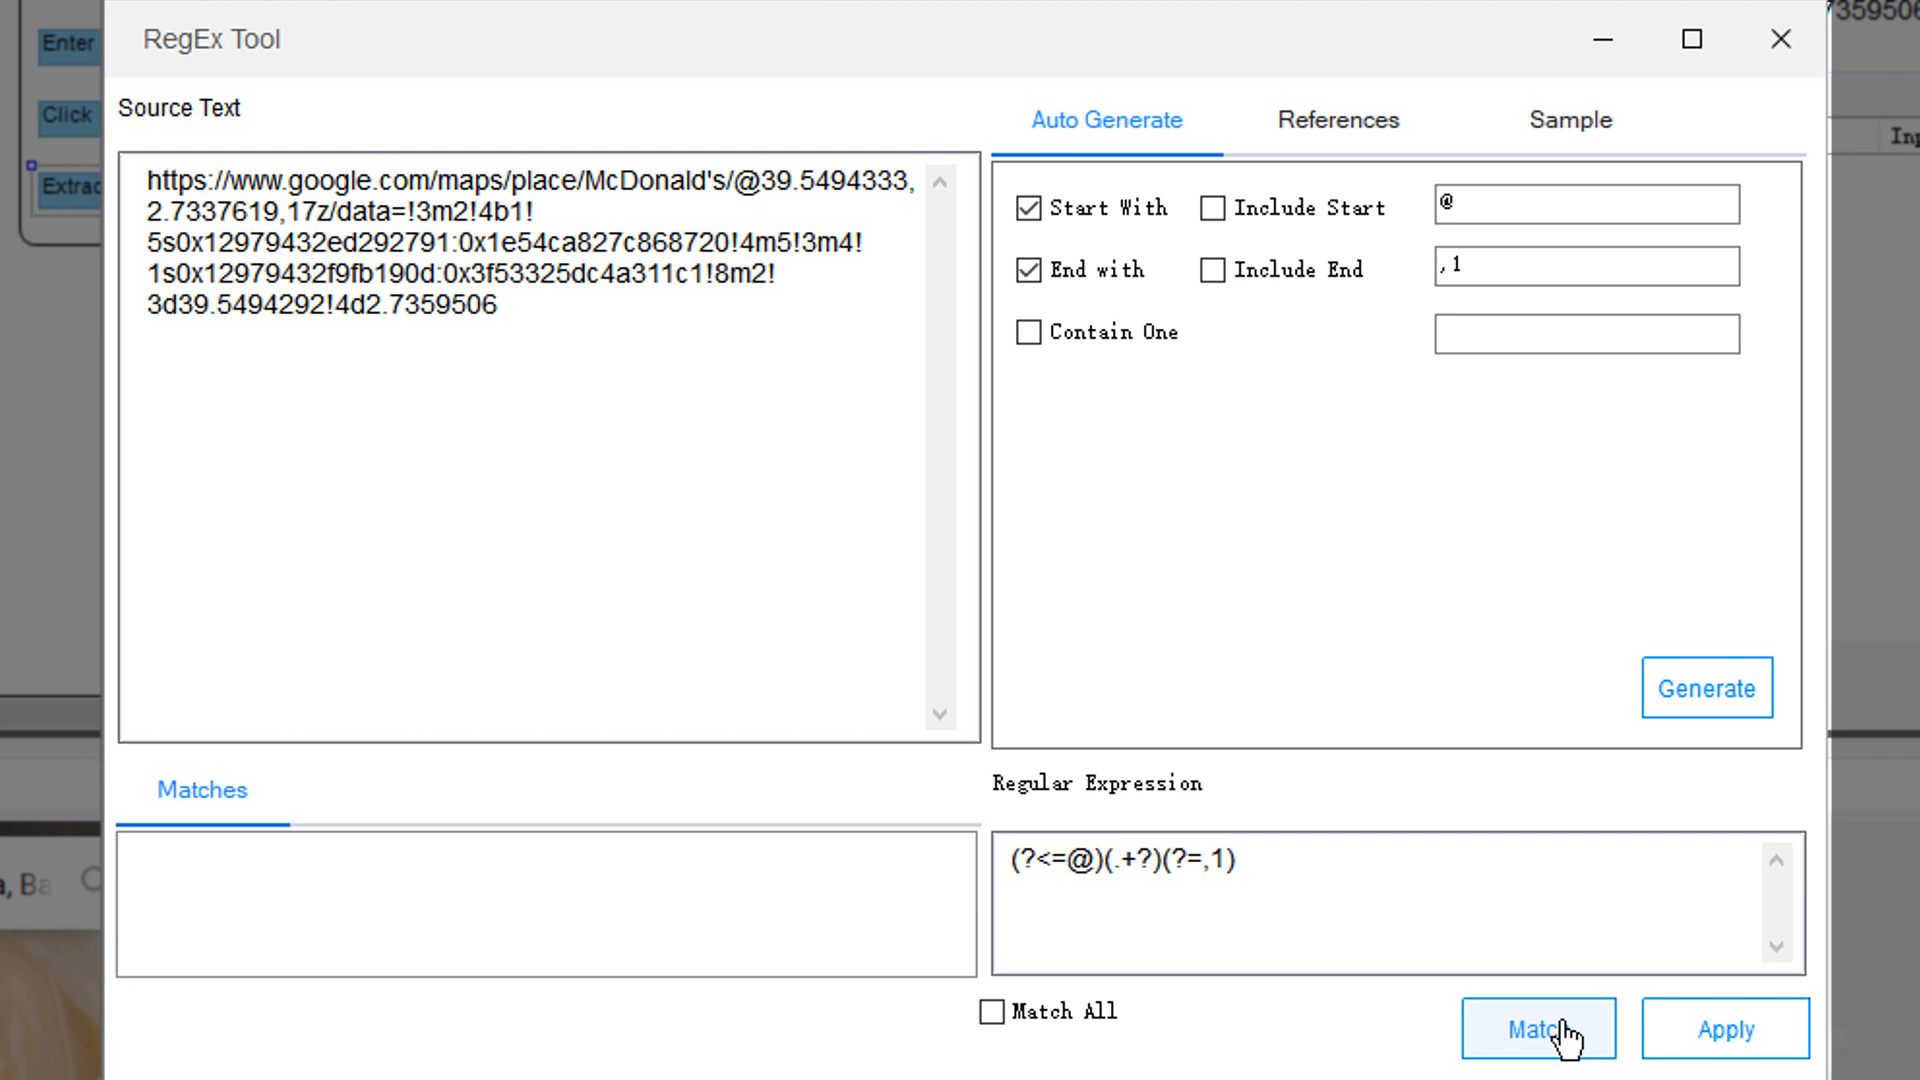 RegEx Tool
Source Text
https://www.google.com/maps/place/McDonald's/@39.5494333,
2.7337619,17z/data=!3m2!4b1!
5s0x12979432ed292791:0x1e54ca827c868720!4m5!3m4!
1s0x12979432f9fb190d:0x3f53325dc4a311c1!8m2!
3d39.5494292!4d2.7359506
Auto Generate References Sample
Start With Include Start @
End with Include End ,1
Contain One
Generate
Matches
Regular Expression
(?<=@)(.+?)(?=,1)
Match All
Apply
Enter
Click
7359506